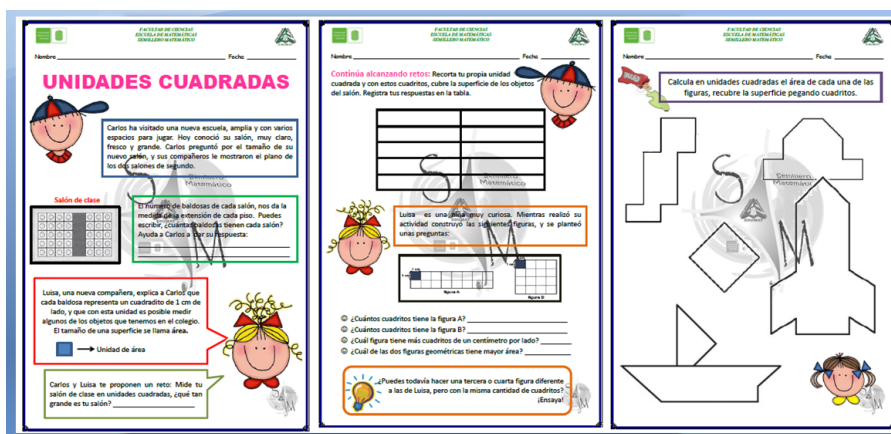 FACULTAD DE CIENCIAS
ESCUELA DE MATEMÁTICAS
SEMILLERO MATEMÁTICO
Nombre Fecha
UNIDADES CUADRADAS
Carlos ha visitado una nueva escuela, amplia y con varios
espacios para jugar. Hoy conoció su salón, muy claro,
fresco y grande. Carlos preguntó por el tamaño de su
nuevo salón, y sus compañeros le mostraron el plano de
los dos salones de segundo.
Salón de clase
El número de baldosas de cada salón, nos da la
medida de la extensión de cada piso. Puedes
escribir, ¿cuántas baldosas tienen cada salón?
Ayuda a Carlos a dar su respuesta:
Luisa, una nueva compañera, explica a Carlos que
cada baldosa representa un cuadradito de 1 cm de
lado, y que con esta unidad es posible medir
algunos de los objetos que tenemos en el colegio.
El tamaño de una superficie se llama área.
Unidad de área
Carlos y Luisa te proponen un reto: Mide tu
salón de clase en unidades cuadradas, ¿qué tan
grande es tu salón?
FACULTAD DE CIENCIAS
ESCUELA DE MATEMÁTICAS
SEMILLERO MATEMÁTICO
Nombre Fecha
Continúa alcanzando retos: Recorta tu propia unidad
cuadrada y con estos cuadritos, cubre la superficie de los objetos
del salón. Registra tus respuestas en la tabla.
Luisa es una niña muy curiosa. Mientras realizó su
actividad construyo las siguientes figuras, y se planteó
unas preguntas:
figura A
figura B
¿Cuántos cuadritos tiene la figura A?
¿Cuántos cuadritos tiene la figura B?
¿Cuál figura tiene más cuadritos de un centímetro por lado?
¿Cuál de las dos figuras geométricas tiene mayor área?
¿Puedes todavía hacer una tercera o cuarta figura diferente
a las de Luisa, pero con la misma cantidad de cuadritos?
¡Ensaya!
FACULTAD DE CIENCIAS
ESCUELA DE MATEMÁTICAS
SEMILLERO MATEMÁTICO
Nombre Fecha
Calcula en unidades cuadradas el área de cada una de las
figuras, recubre la superficie pegando cuadritos.
Semillero
Matemático